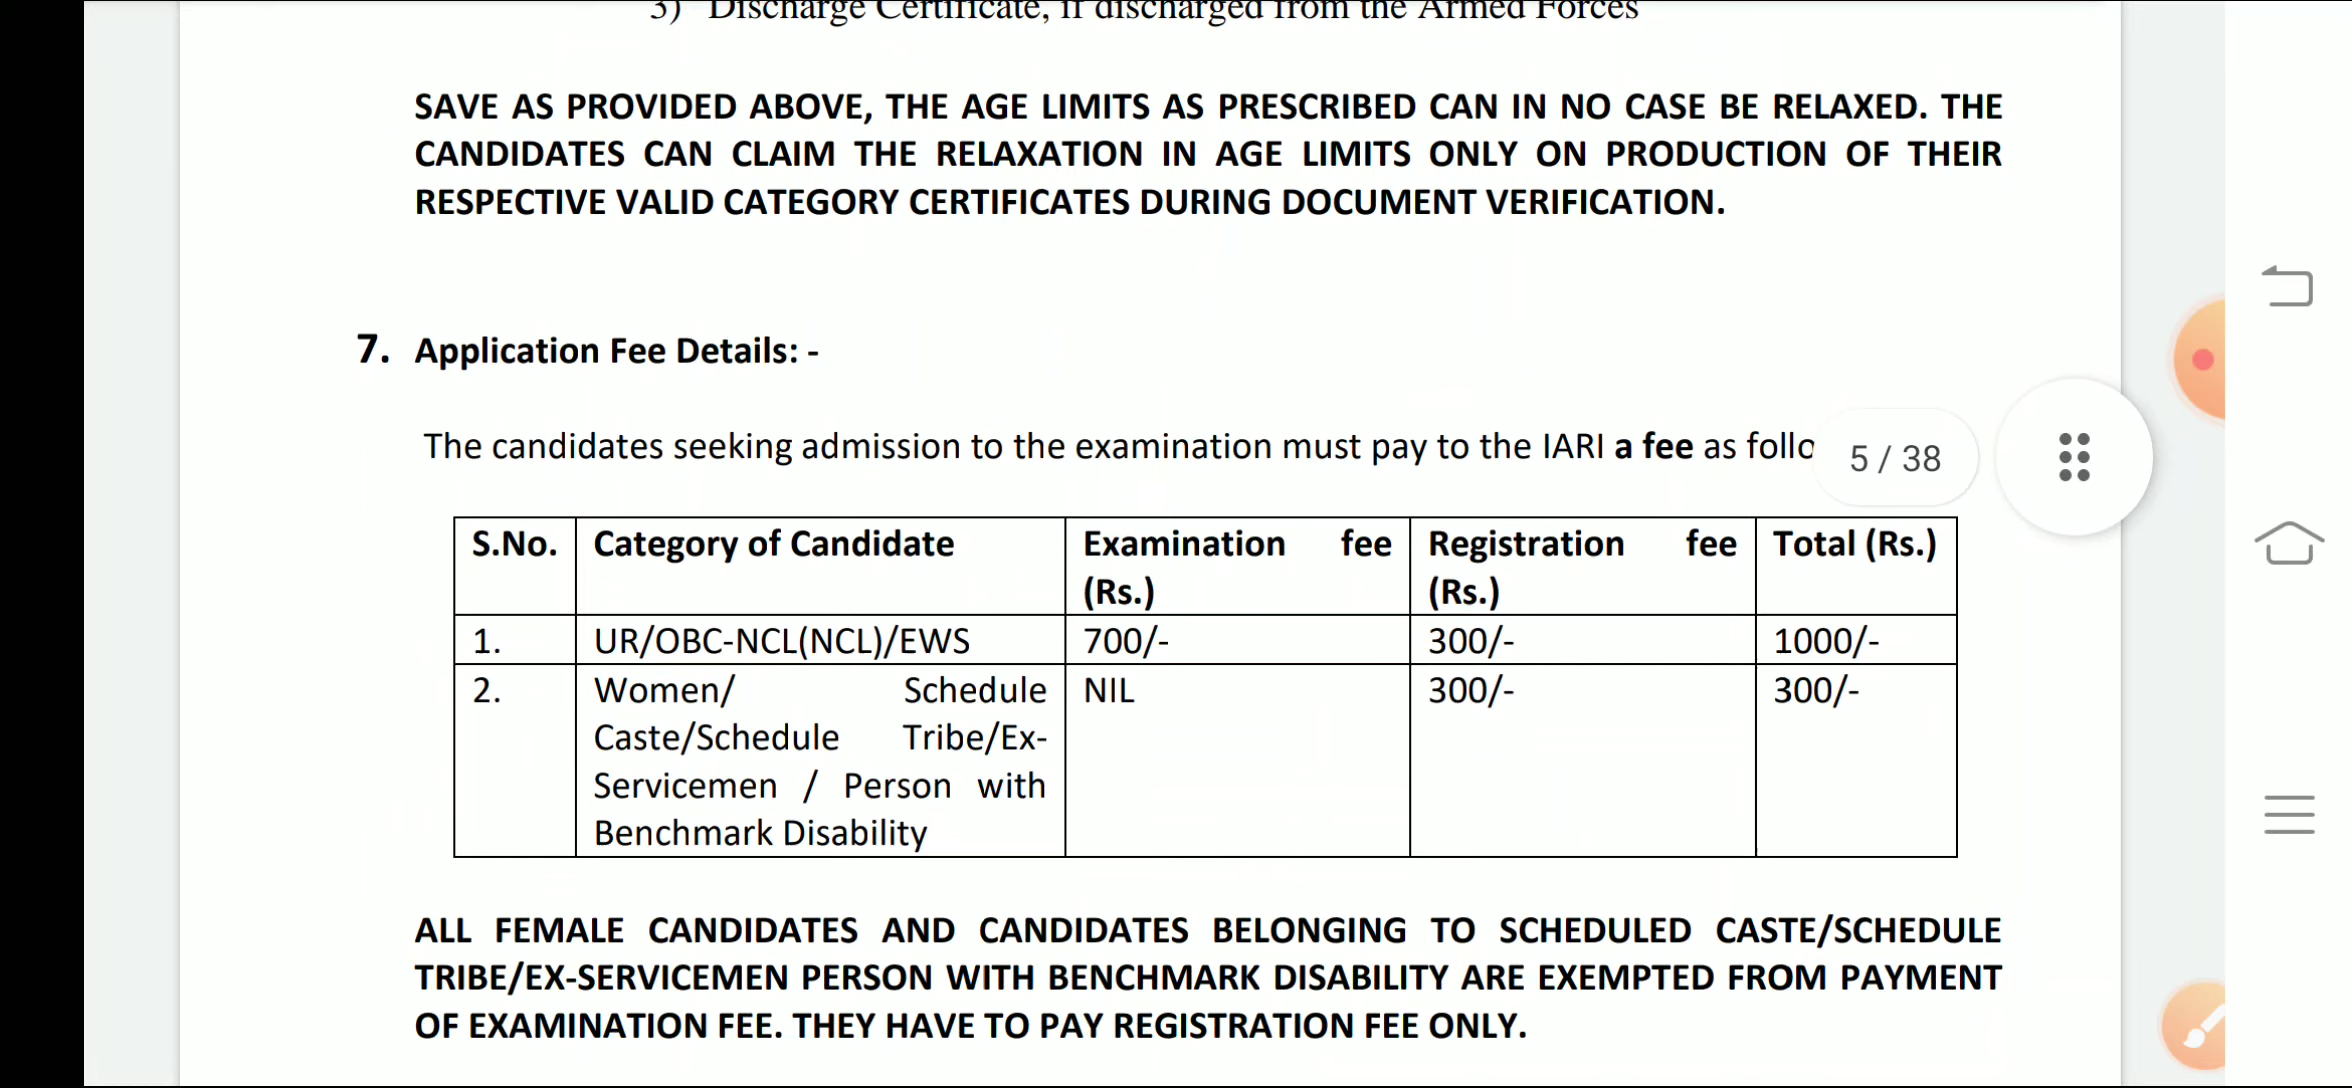 3) Discharge Certificate, if discharged from the Armed Forces
SAVE AS PROVIDED ABOVE, THE AGE LIMITS AS PRESCRIBED CAN IN NO CASE BE RELAXED. THE
CANDIDATES CAN CLAIM THE RELAXATION IN AGE LIMITS ONLY ON PRODUCTION OF THEIR
RESPECTIVE VALID CATEGORY CERTIFICATES DURING DOCUMENT VERIFICATION.
7. Application Fee Details: -
The candidates seeking admission to the examination must pay to the IARI a fee as follo
5 / 38
S.No. Category of Candidate Examination fee (Rs.) Registration fee (Rs.) Total (Rs.)
1. UR/OBC-NCL(NCL)/EWS 700/- 300/- 1000/-
2. Women/ Schedule NIL 300/- 300/-
Caste/Schedule Tribe/Ex-
Servicemen / Person with
Benchmark Disability
ALL FEMALE CANDIDATES AND CANDIDATES BELONGING TO SCHEDULED CASTE/SCHEDULE
TRIBE/EX-SERVICEMEN PERSON WITH BENCHMARK DISABILITY ARE EXEMPTED FROM PAYMENT
OF EXAMINATION FEE. THEY HAVE TO PAY REGISTRATION FEE ONLY.